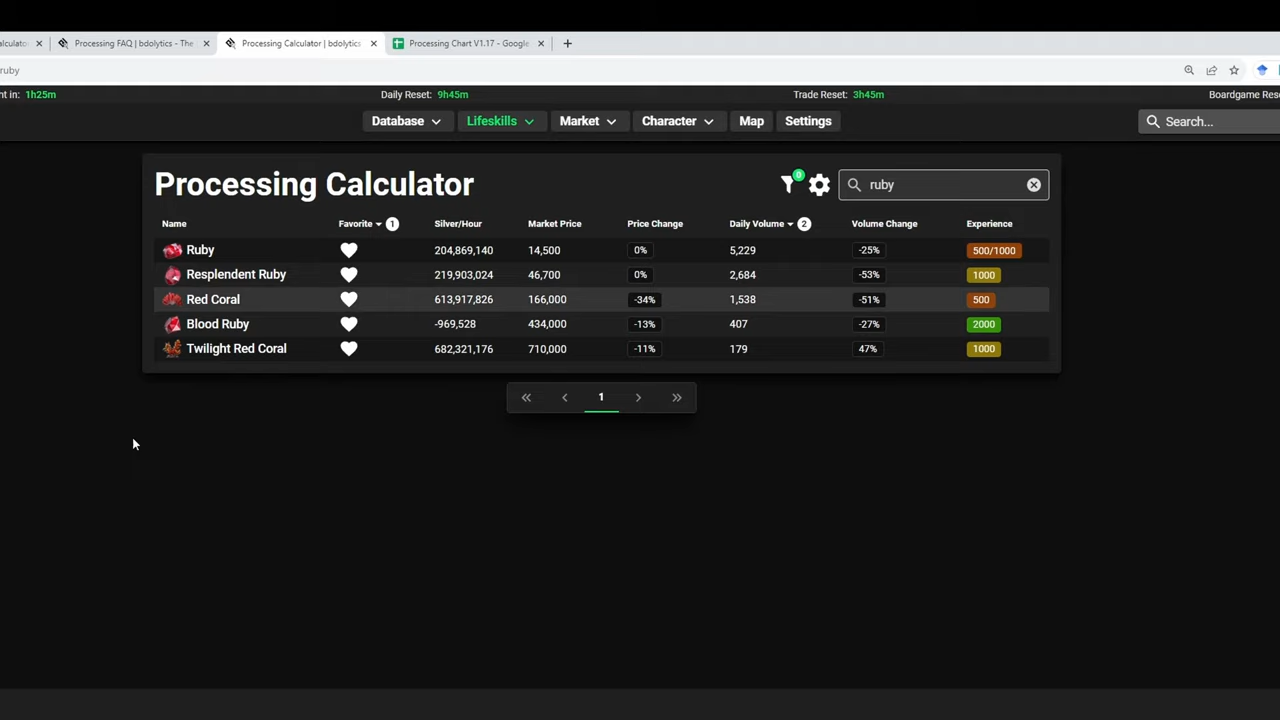 alculato
Processing FAQ | bdolytics - The
Processing Calculator | bdolytics
Processing Chart V1.17 - Google
ruby
nt in: 1h25m
Daily Reset: 9h45m
Trade Reset: 3h45m
Boardgame Rese
Database
Lifeskills
Market
Character
Map
Settings
Search...
Processing Calculator
0
ruby
Name Favorite 1 Silver/Hour Market Price Price Change Daily Volume 2 Volume Change Experience
Ruby 204,869,140 14,500 0% 5,229 -25% 500/1000
Resplendent Ruby 219,903,024 46,700 0% 2,684 -53% 1000
Red Coral 613,917,826 166,000 -34% 1,538 -51% 500
Blood Ruby -969,528 434,000 -13% 407 -27% 2000
Twilight Red Coral 682,321,176 710,000 -11% 179 47% 1000
« ‹ 1 › »